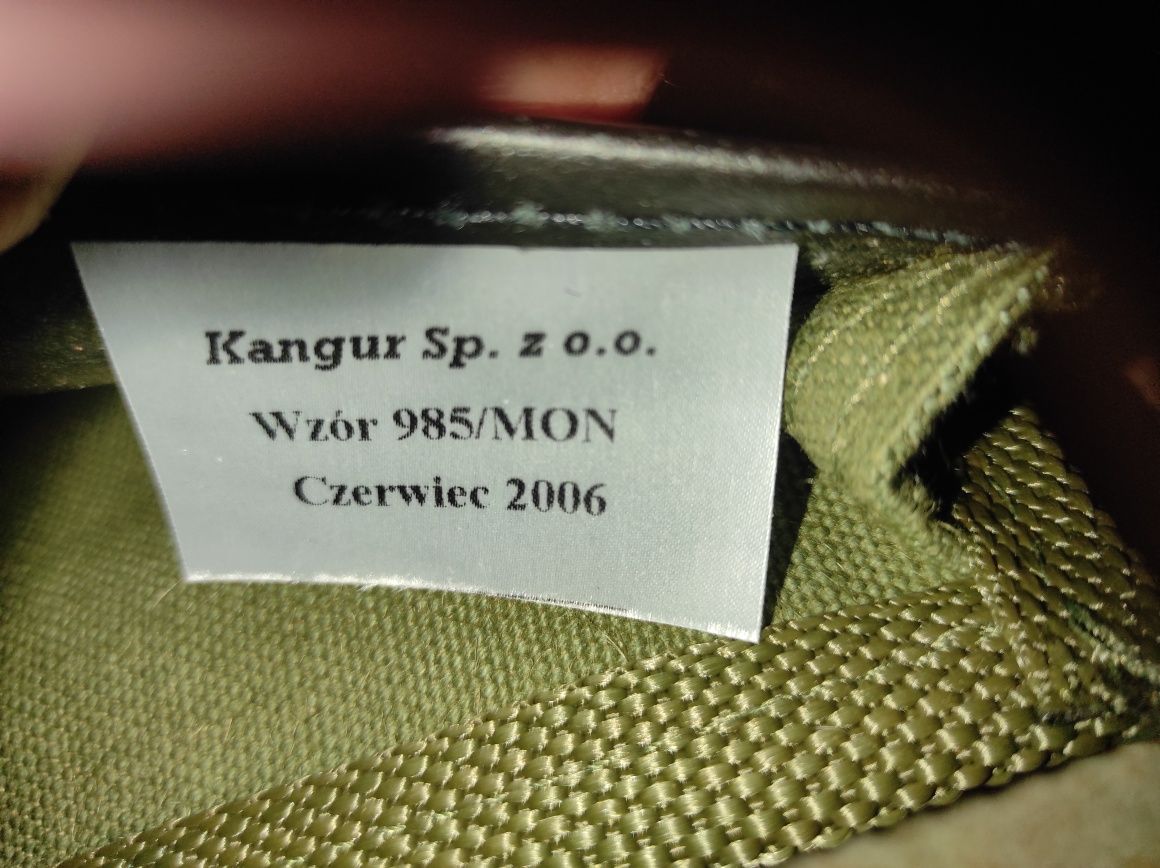 Kangur Sp. z o.o.
Wzór 985/MON
Czerwiec 2006